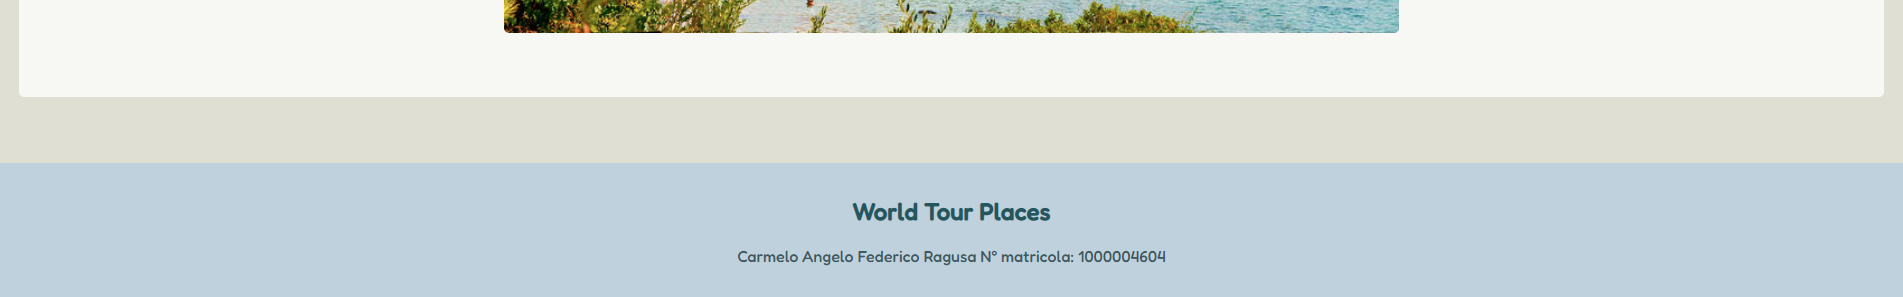 World Tour Places
Carmelo Angelo Federico Ragusa N° matricola: 1000004604